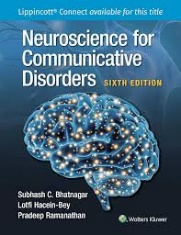 Lippincott® Connect available for this title
Neuroscience for
Communicative
Disorders
SIXTH EDITION
Subhash C. Bhatnagar
Lotfi Hacein-Bey
Pradeep Ramanathan
Wolters Kluwer